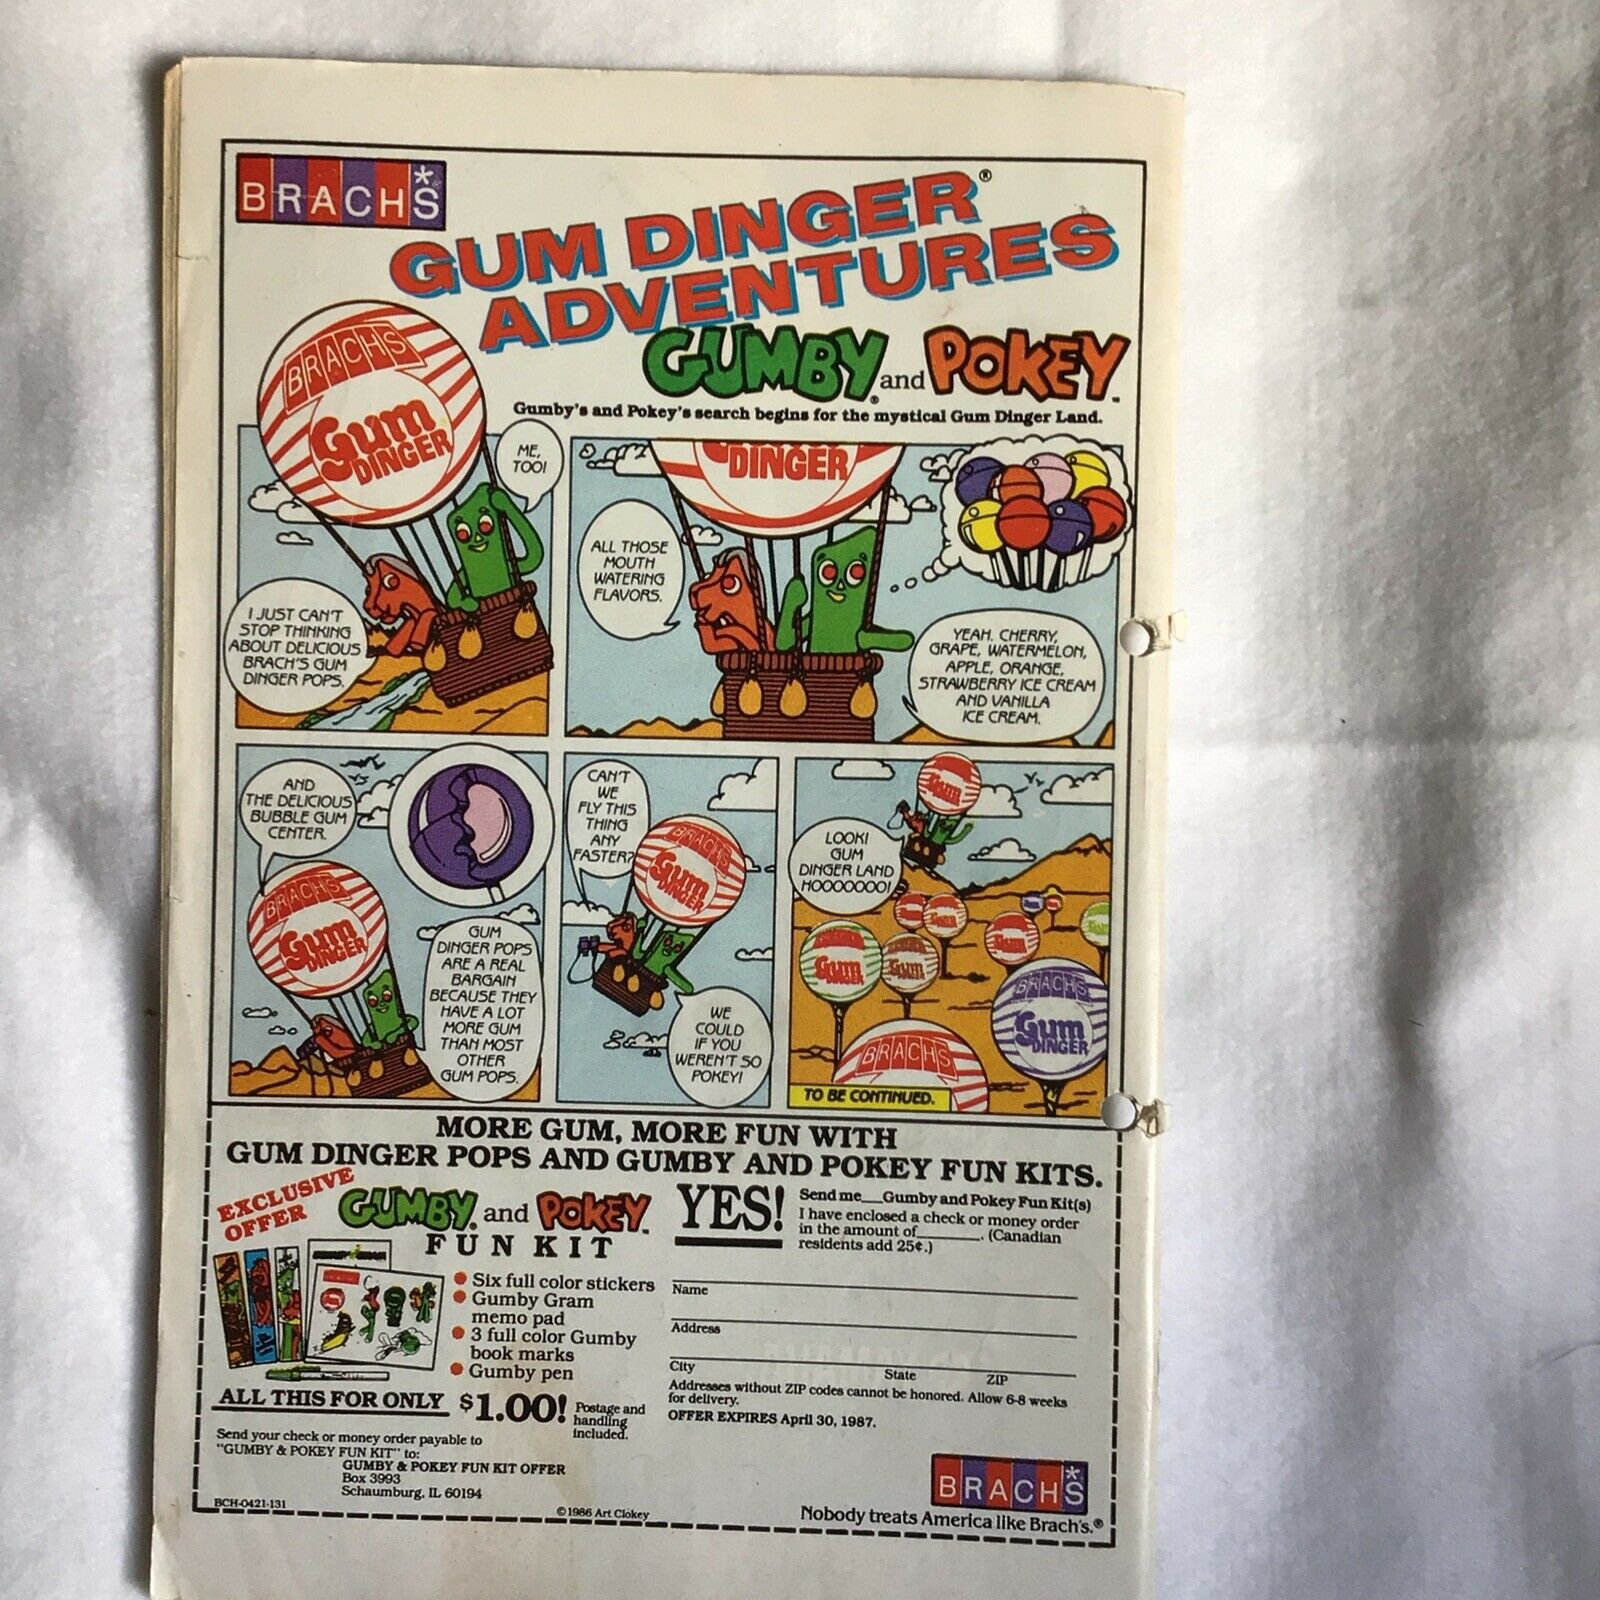 BRACH*S
GUM DINGER®
ADVENTURES
GUMBY® and POKEY™
Gumby's and Pokey's search begins for the mystical Gum Dinger Land.
BRACHS
Gum
DINGER
ME,
TOO!
I JUST CAN'T
STOP THINKING
ABOUT DELICIOUS
BRACH'S GUM
DINGER POPS.
DINGER
ALL THOSE
MOUTH
WATERING
FLAVORS.
YEAH. CHERRY,
GRAPE, WATERMELON,
APPLE, ORANGE,
STRAWBERRY ICE CREAM
AND VANILLA
ICE CREAM.
AND
THE DELICIOUS
BUBBLE GUM
CENTER.
BRACHS
Gum
DINGER
GUM
DINGER POPS
ARE A REAL
BARGAIN
BECAUSE THEY
HAVE A LOT
MORE GUM
THAN MOST
OTHER
GUM POPS.
CAN'T
WE
FLY THIS
THING
ANY
FASTER?
BRACHS
Gum
DINGER
WE
COULD
IF YOU
WEREN'T SO
POKEY!
LOOK!
GUM
DINGER LAND
HOOOOOOO!
Gum
DINGER
Gum
BRACHS
Gum
DINGER
BRACHS
TO BE CONTINUED.
MORE GUM, MORE FUN WITH
GUM DINGER POPS AND GUMBY AND POKEY FUN KITS.
EXCLUSIVE
OFFER
GUMBY® and POKEY™
FUN KIT
Six full color stickers
Gumby Gram
memo pad
3 full color Gumby
book marks
Gumby pen
ALL THIS FOR ONLY $1.00! Postage and
handling
included.
Send your check or money order payable to
"GUMBY & POKEY FUN KIT" to:
GUMBY & POKEY FUN KIT OFFER
Box 3993
Schaumburg, IL 60194
BCH-0421-131
©1986 Art Clokey
YES! Send me___Gumby and Pokey Fun Kit(s)
I have enclosed a check or money order
in the amount of_______. (Canadian
residents add 25¢.)
Name
Address
City State ZIP
Addresses without ZIP codes cannot be honored. Allow 6-8 weeks
for delivery.
OFFER EXPIRES April 30, 1987.
BRACH*S
Nobody treats America like Brach's.®